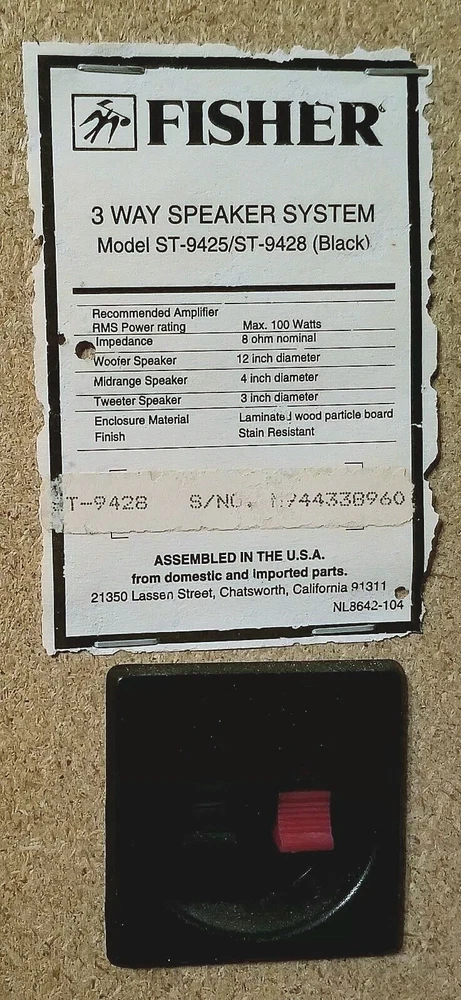 FISHER
3 WAY SPEAKER SYSTEM
Model ST-9425/ST-9428 (Black)
Recommended Amplifier
RMS Power rating Max. 100 Watts
Impedance 8 ohm nominal
Woofer Speaker 12 inch diameter
Midrange Speaker 4 inch diameter
Tweeter Speaker 3 inch diameter
Enclosure Material Laminated wood particle board
Finish Stain Resistant
T-9428 S/NO.
ASSEMBLED IN THE U.S.A.
from domestic and imported parts.
21350 Lassen Street, Chatsworth, California 91311
NL8642-104